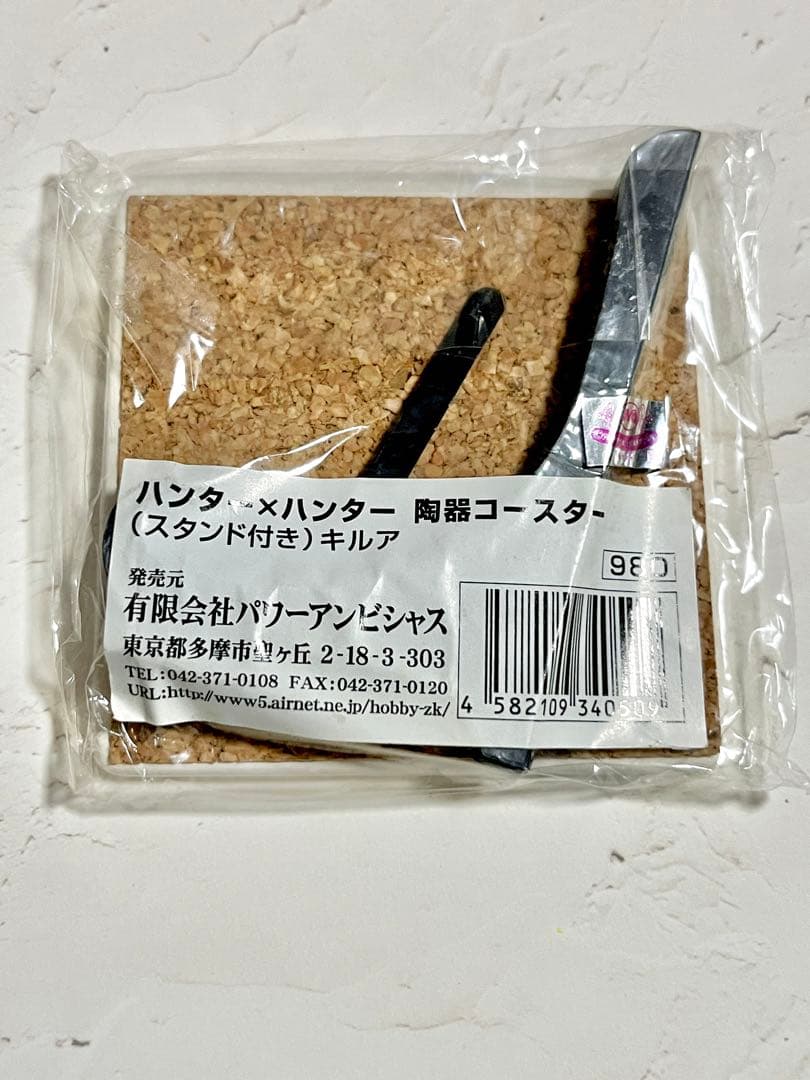 ハンター×ハンター 陶器コースター
(スタンド付き)キルア
980
発売元
有限会社パワーアンビシャス
東京都多摩市聖ヶ丘 2-18-3-303
TEL:042-371-0108 FAX:042-371-0120
URL:http://www5.airnet.ne.jp/hobby-zk/
4 582109 340509